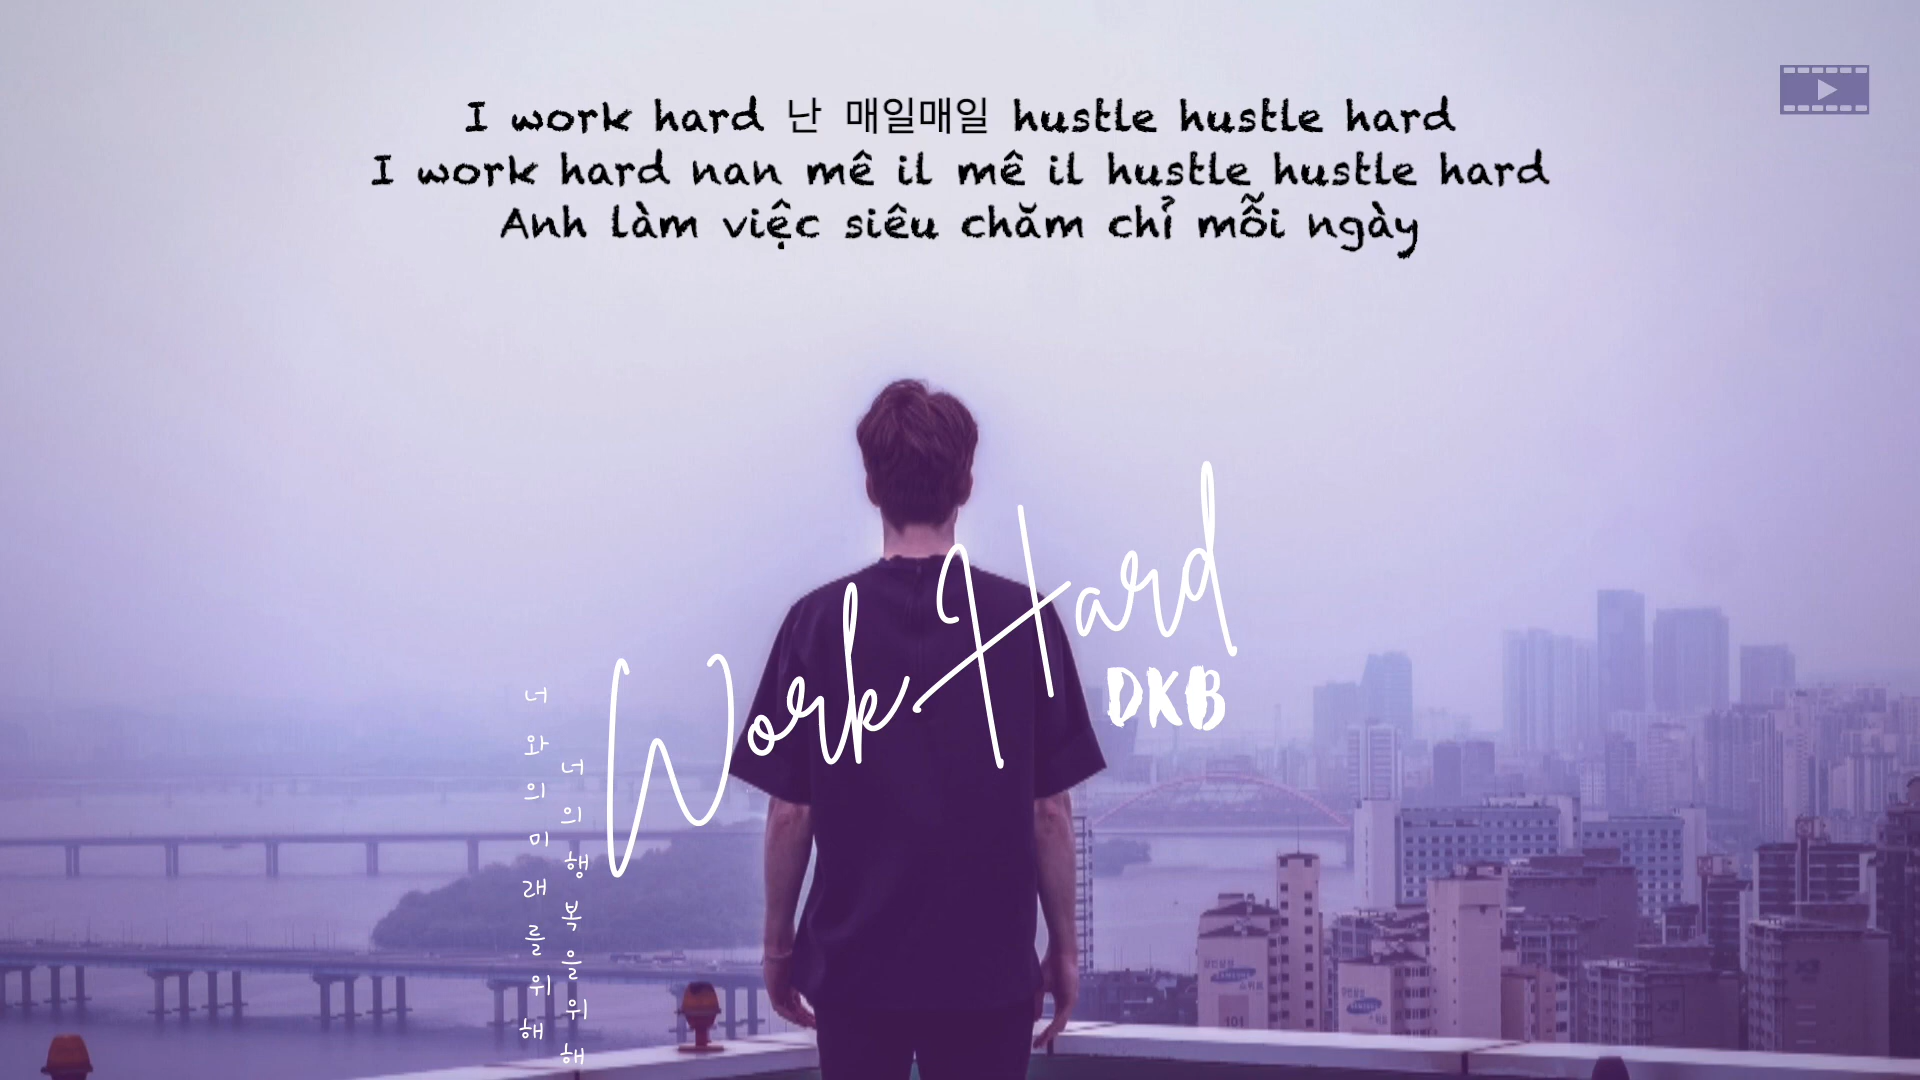 I work hard 난 매일매일 hustle hustle hard
I work hard nan mê il mê il hustle hustle hard
Anh làm việc siêu chăm chỉ mỗi ngày
Work Hard
DKB
너와의미래를위해
너의행복을위해
101